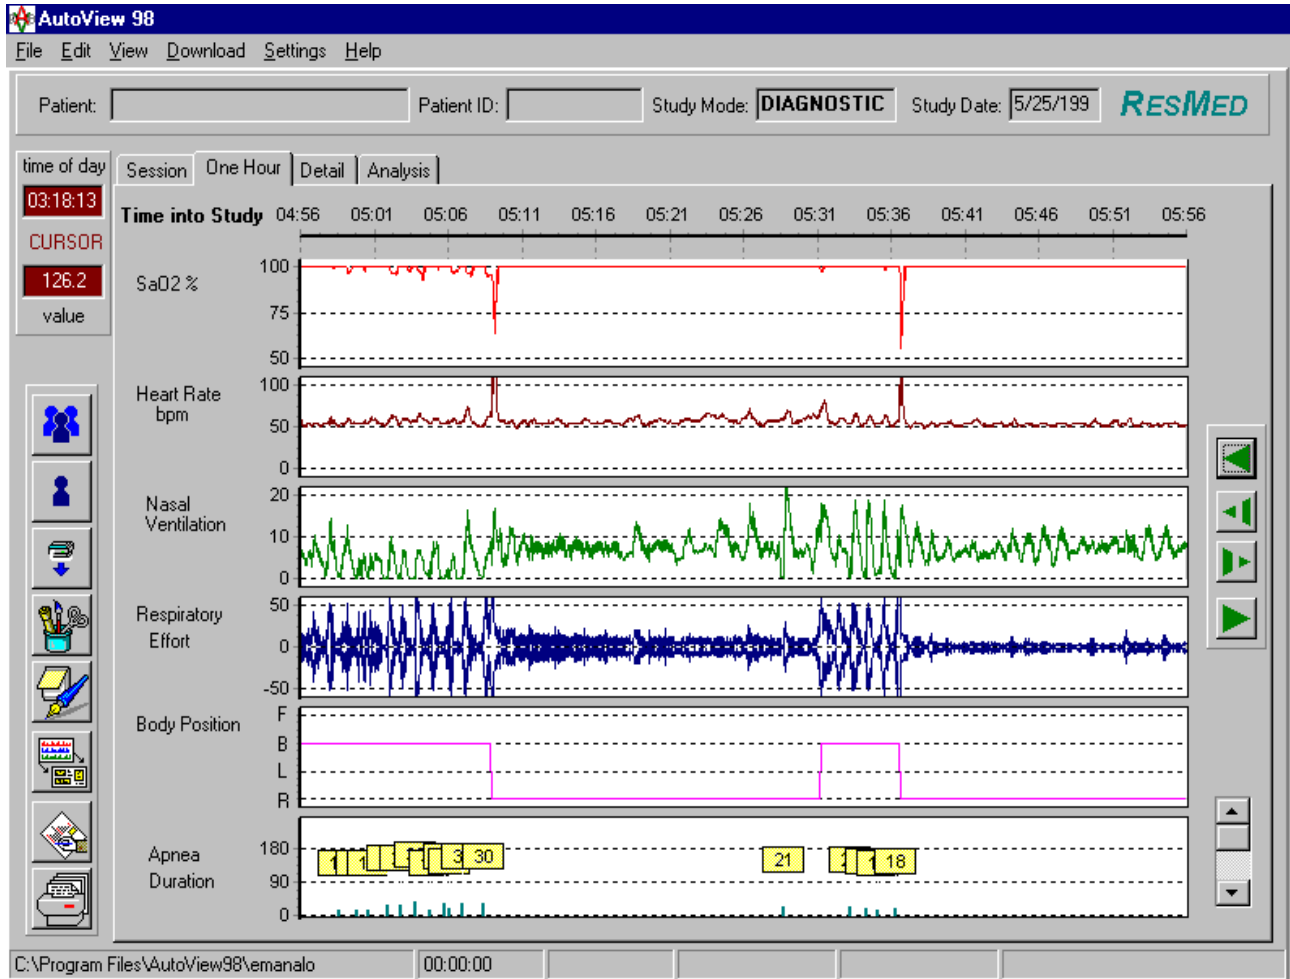 AutoView 98
File Edit View Download Settings Help
Patient: Patient ID: Study Mode: DIAGNOSTIC Study Date: 5/25/199 RESMED
time of day
03:18:13
CURSOR
126.2
value
Session One Hour Detail Analysis
Time into Study 04:56 05:01 05:06 05:11 05:16 05:21 05:26 05:31 05:36 05:41 05:46 05:51 05:56
SaO2 %
100
75
50
Heart Rate
bpm
100
50
0
Nasal
Ventilation
20
10
0
Respiratory
Effort
50
0
-50
Body Position
F
B
L
R
Apnea
Duration
180
90
0
30 21 18
C:\Program Files\AutoView98\emanalo 00:00:00